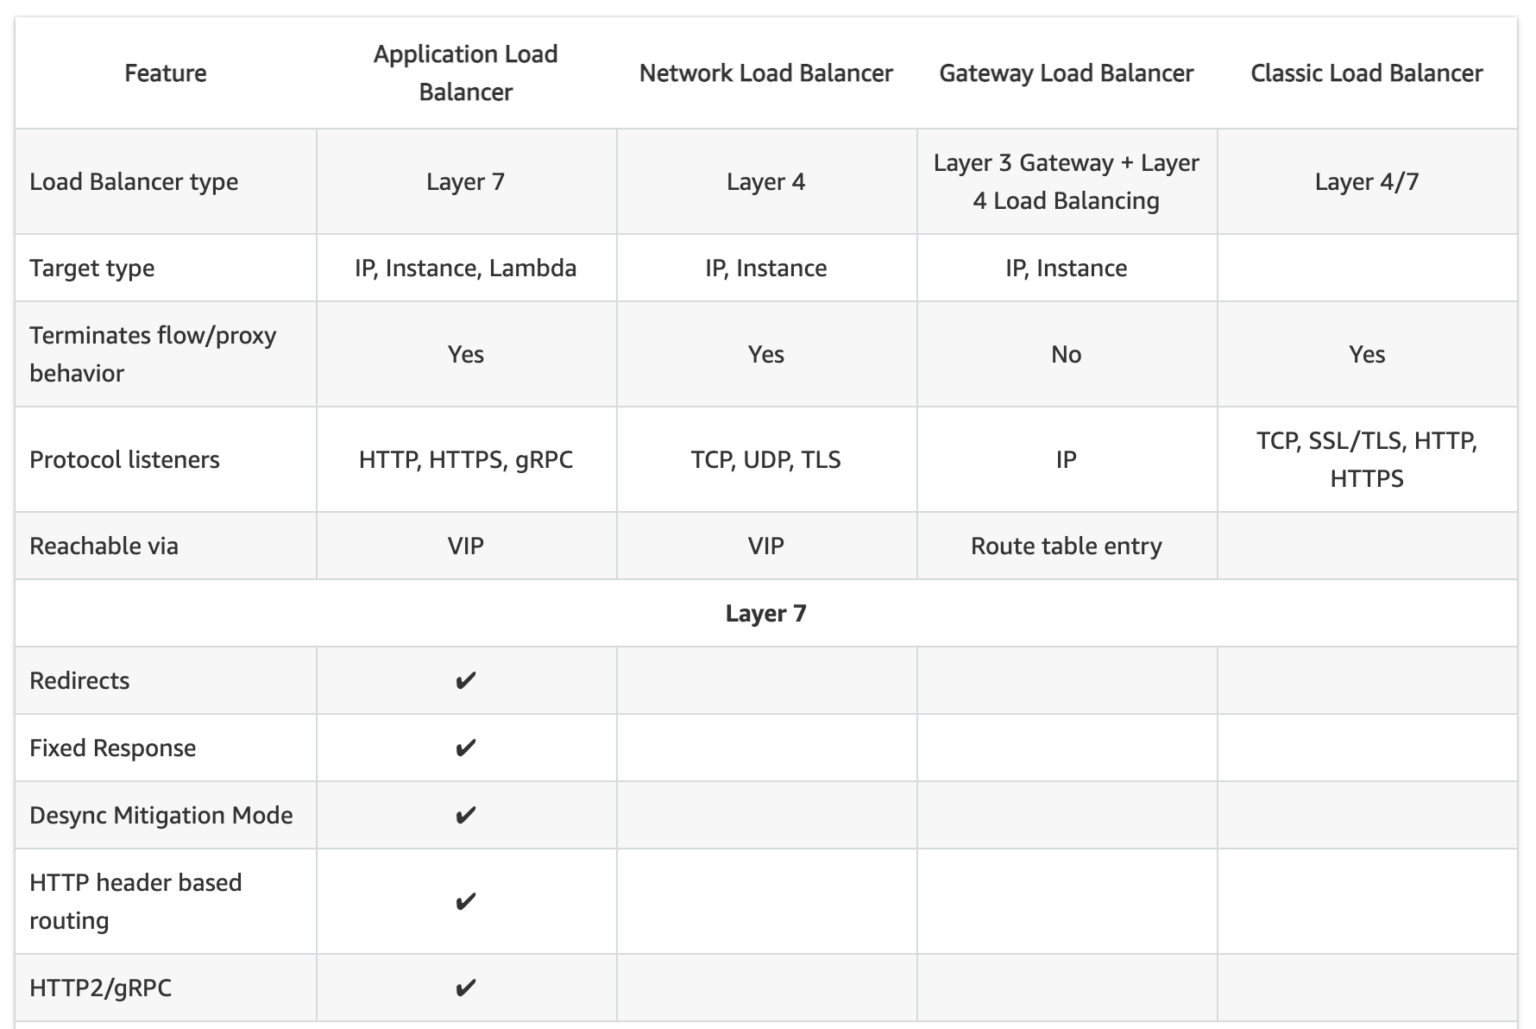 Feature
Application Load
Balancer
Network Load Balancer
Gateway Load Balancer
Classic Load Balancer
Load Balancer type
Layer 7
Layer 4
Layer 3 Gateway + Layer
4 Load Balancing
Layer 4/7
Target type
IP, Instance, Lambda
IP, Instance
IP, Instance
Terminates flow/proxy
behavior
Yes
Yes
No
Yes
Protocol listeners
HTTP, HTTPS, gRPC
TCP, UDP, TLS
IP
TCP, SSL/TLS, HTTP,
HTTPS
Reachable via
VIP
VIP
Route table entry
Layer 7
Redirects
✔
Fixed Response
✔
Desync Mitigation Mode
✔
HTTP header based
routing
✔
HTTP2/gRPC
✔